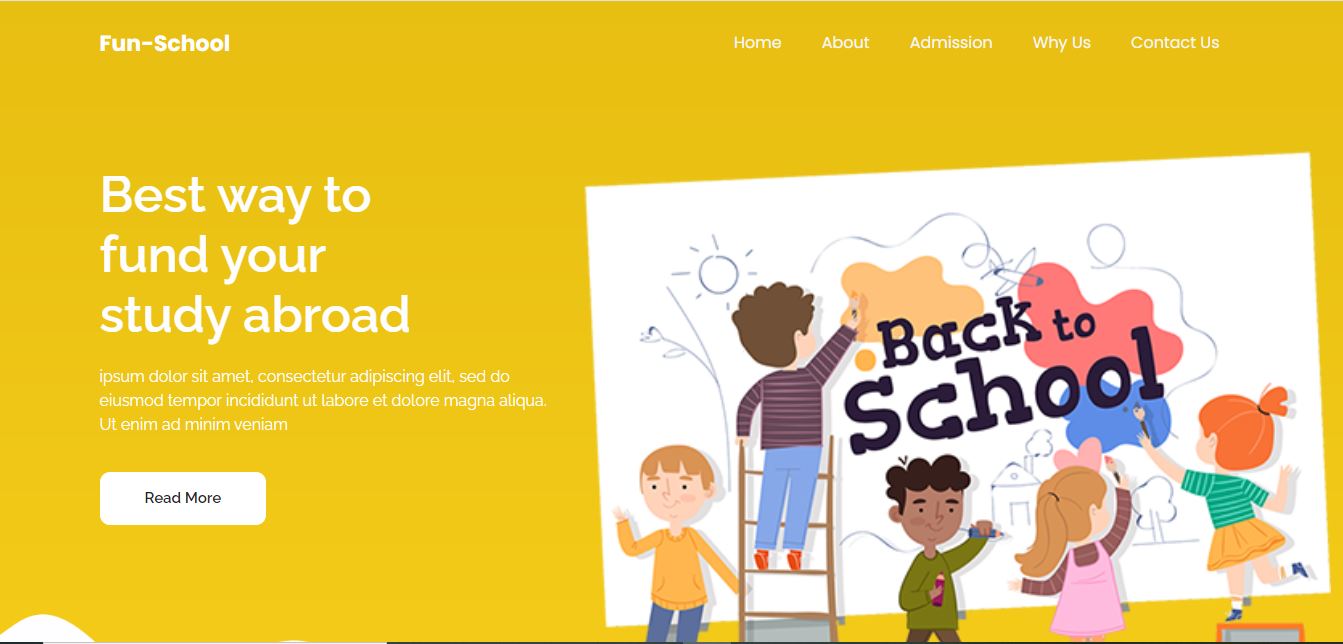 Fun-School
Home About Admission Why Us Contact Us
Best way to
fund your
study abroad
ipsum dolor sit amet, consectetur adipiscing elit, sed do
eiusmod tempor incididunt ut labore et dolore magna aliqua.
Ut enim ad minim veniam
Read More
Back to
School